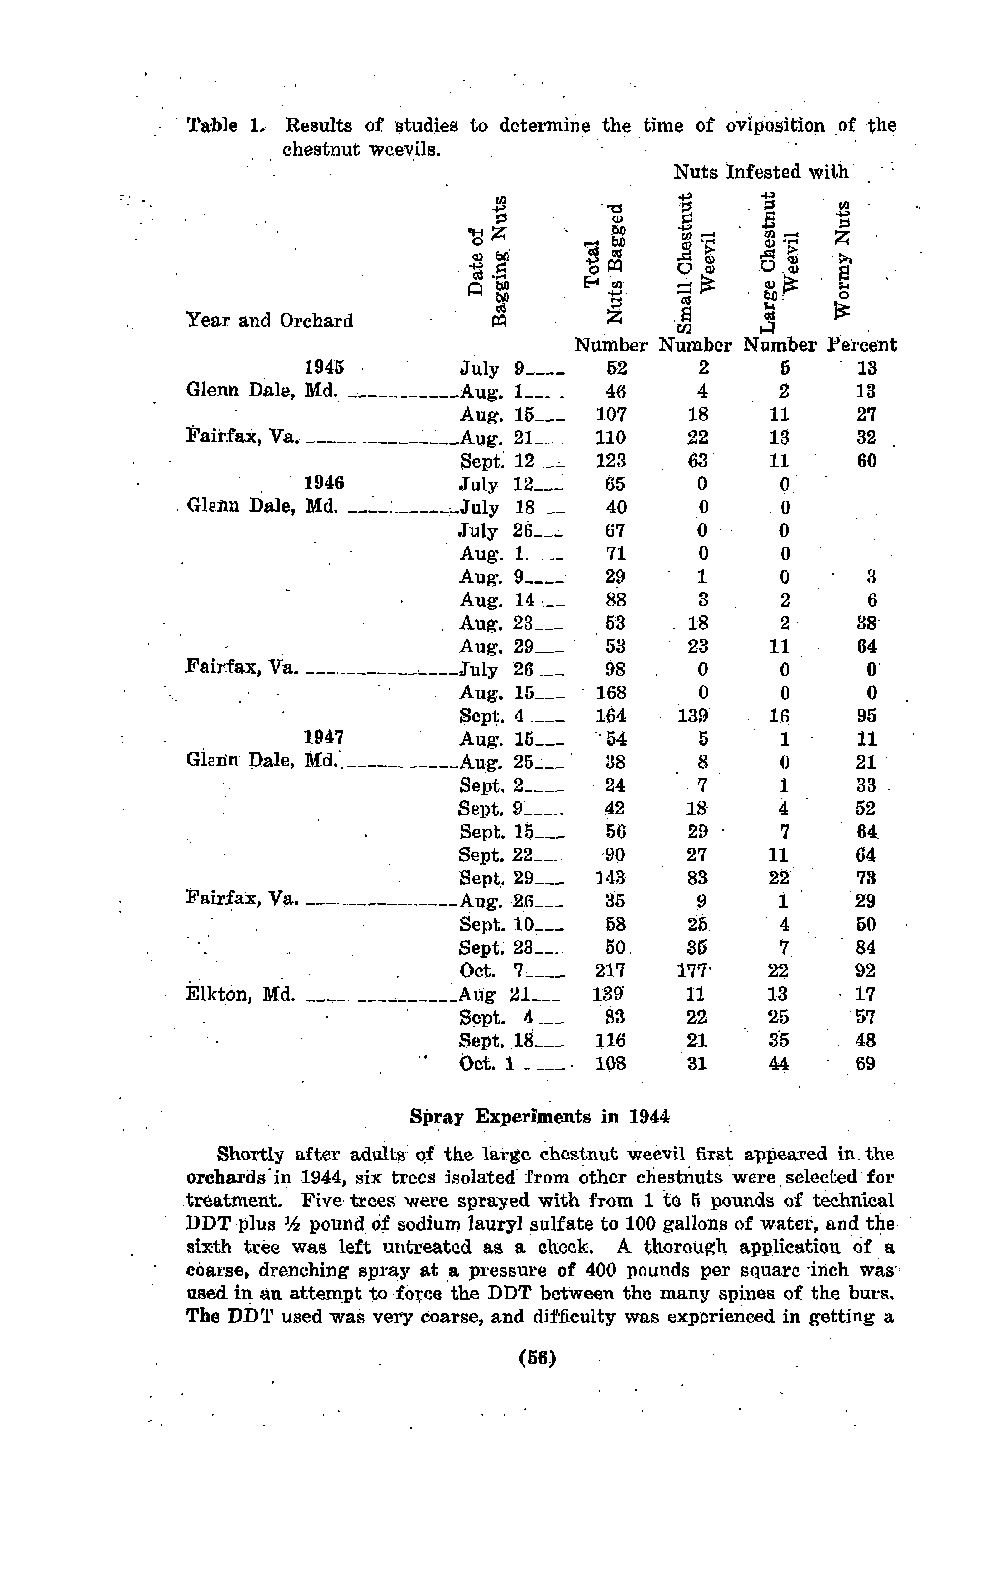 Table 1. Results of studies to determine the time of oviposition of the
chestnut weevils.
Nuts Infested with
Year and Orchard
Date of
Bagging Nuts
Total
Nuts Bagged
Small Chestnut
Weevil
Large Chestnut
Weevil
Wormy Nuts
Number Number Number Percent
1945 July 9 52 2 5 13
Glenn Dale, Md. Aug. 1 46 4 2 13
Aug. 15 107 18 11 27
Fairfax, Va. Aug. 21 110 22 13 32
Sept. 12 123 63 11 60
1946 July 12 65 0 0
Glenn Dale, Md. July 18 40 0 0
July 26 67 0 0
Aug. 1 71 0 0
Aug. 9 29 1 0 3
Aug. 14 88 3 2 6
Aug. 23 53 18 2 38
Aug. 29 53 23 11 64
Fairfax, Va. July 26 98 0 0 0
Aug. 15 168 0 0 0
Sept. 4 164 139 16 95
1947 Aug. 15 54 5 1 11
Glenn Dale, Md. Aug. 25 38 8 0 21
Sept. 2 24 7 1 33
Sept. 9 42 18 4 52
Sept. 15 56 29 7 64
Sept. 22 90 27 11 64
Sept. 29 143 83 22 73
Fairfax, Va. Aug. 26 35 9 1 29
Sept. 10 58 25 4 50
Sept. 23 50 35 7 84
Oct. 7 217 177 22 92
Elkton, Md. Aug 21 139 11 13 17
Sept. 4 83 22 25 57
Sept. 18 116 21 35 48
Oct. 1 108 31 44 69
Spray Experiments in 1944
Shortly after adults of the large chestnut weevil first appeared in the
orchards in 1944, six trees isolated from other chestnuts were selected for
treatment. Five trees were sprayed with from 1 to 5 pounds of technical
DDT plus ½ pound of sodium lauryl sulfate to 100 gallons of water, and the
sixth tree was left untreated as a check. A thorough application of a
coarse, drenching spray at a pressure of 400 pounds per square inch was
used in an attempt to force the DDT between the many spines of the burs.
The DDT used was very coarse, and difficulty was experienced in getting a
(56)